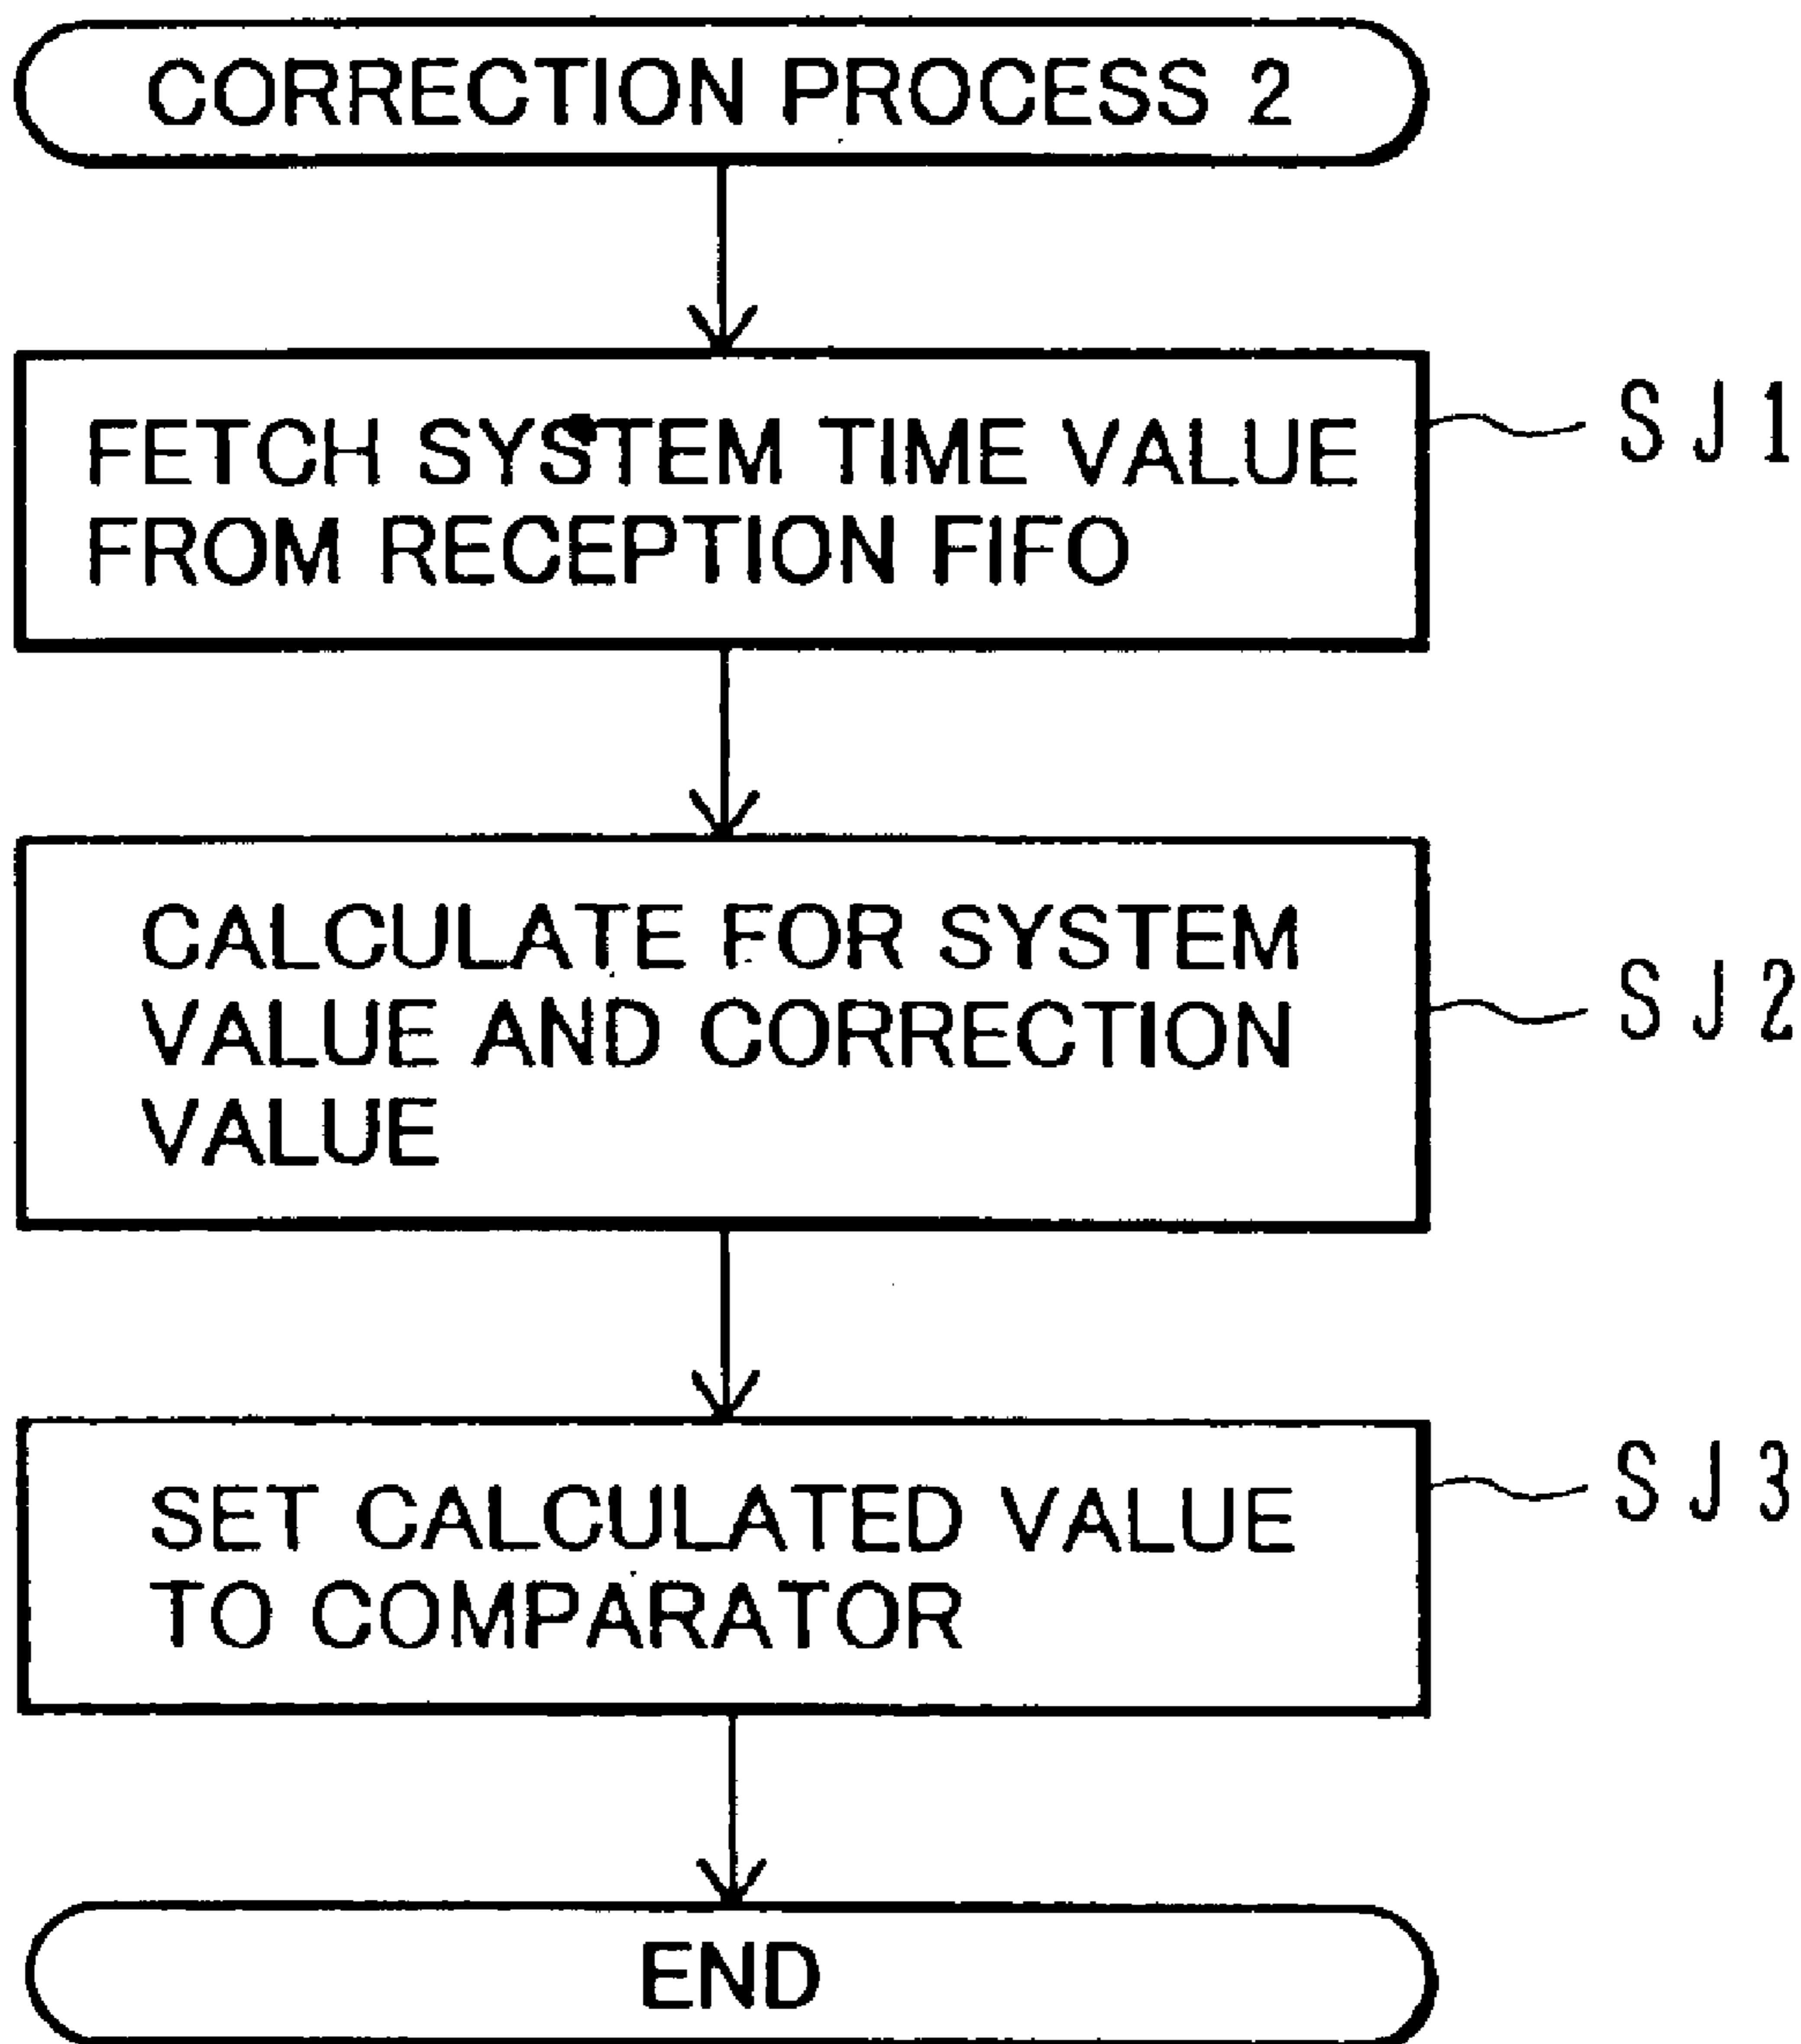 CORRECTION PROCESS 2
FETCH SYSTEM TIME VALUE
FROM RECEPTION FIFO
SJ1
CALCULATE FOR SYSTEM
VALUE AND CORRECTION
VALUE
SJ2
SET CALCULATED VALUE
TO COMPARATOR
SJ3
END